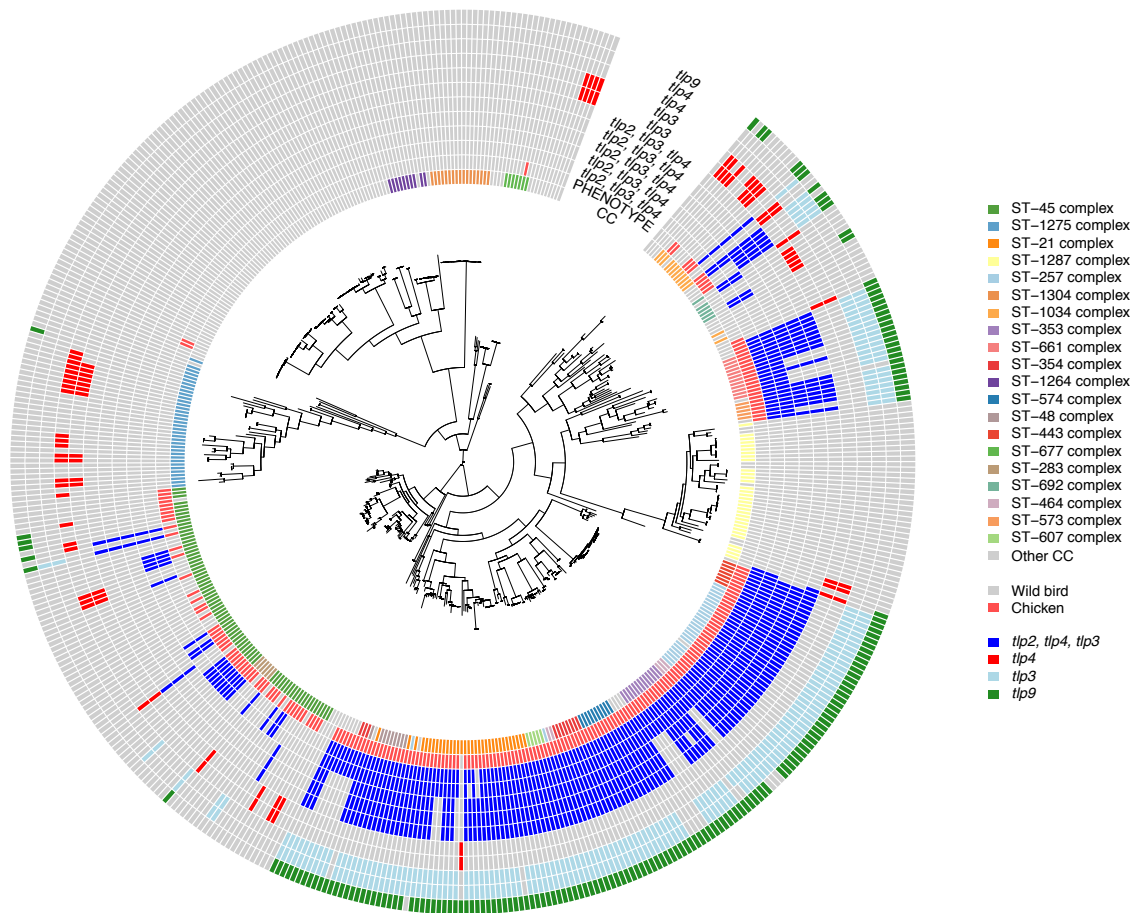 tlp9
tlp4
tlp4
tlp3
tlp3
tlp2, tlp3, tlp4
tlp2, tlp3, tlp4
tlp2, tlp3, tlp4
tlp2, tlp3, tlp4
tlp2, tlp3, tlp4
PHENOTYPE
CC
ST−45 complex
ST−1275 complex
ST−21 complex
ST−1287 complex
ST−257 complex
ST−1304 complex
ST−1034 complex
ST−353 complex
ST−661 complex
ST−354 complex
ST−1264 complex
ST−574 complex
ST−48 complex
ST−443 complex
ST−677 complex
ST−283 complex
ST−692 complex
ST−464 complex
ST−573 complex
ST−607 complex
Other CC
Wild bird
Chicken
tlp2, tlp4, tlp3
tlp4
tlp3
tlp9